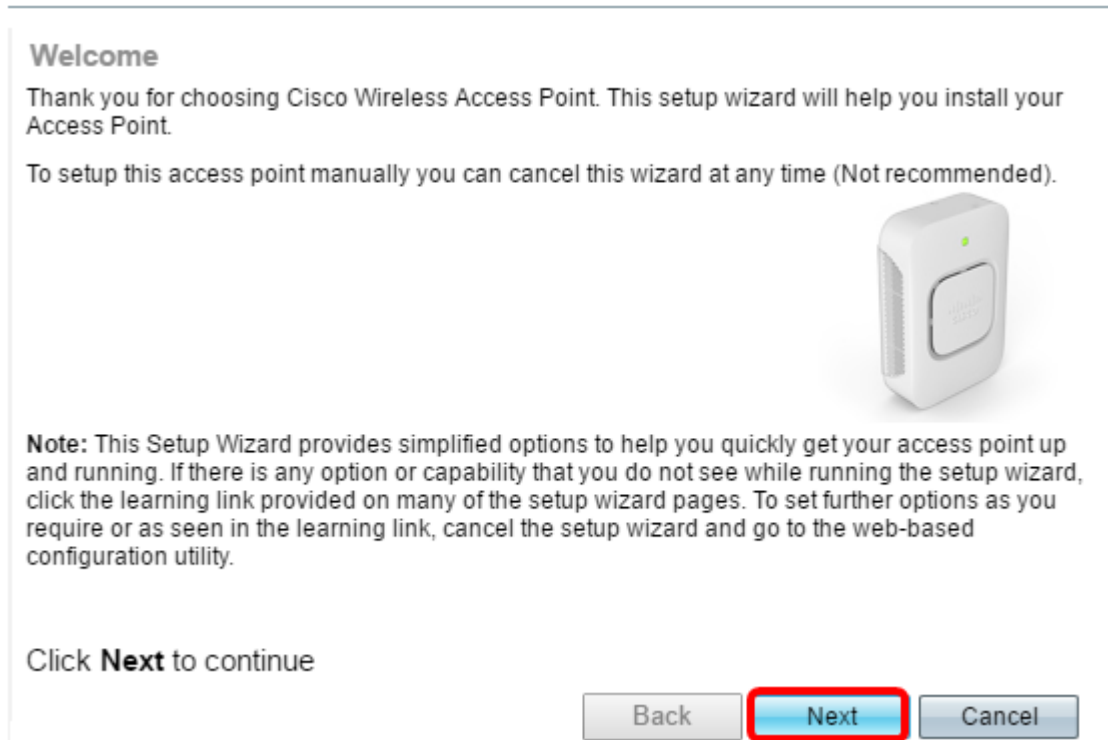 Welcome
Thank you for choosing Cisco Wireless Access Point. This setup wizard will help you install your
Access Point.
To setup this access point manually you can cancel this wizard at any time (Not recommended).
Note: This Setup Wizard provides simplified options to help you quickly get your access point up
and running. If there is any option or capability that you do not see while running the setup wizard,
click the learning link provided on many of the setup wizard pages. To set further options as you
require or as seen in the learning link, cancel the setup wizard and go to the web-based
configuration utility.
Click Next to continue
Back Next Cancel